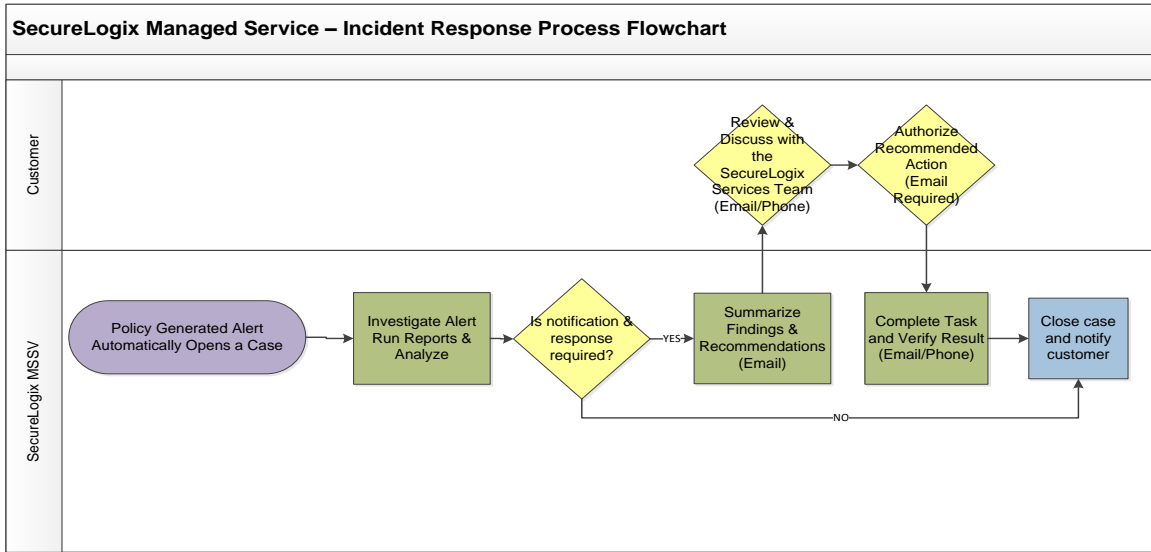 SecureLogix Managed Service – Incident Response Process Flowchart
Customer
Review &
Discuss with
the
SecureLogix
Services Team
(Email/Phone)
Authorize
Recommended
Action
(Email
Required)
SecureLogix MSSV
Policy Generated Alert
Automatically Opens a Case
Investigate Alert
Run Reports &
Analyze
Is notification &
response
required?
YES
Summarize
Findings &
Recommendations
(Email)
Complete Task
and Verify Result
(Email/Phone)
Close case
and notify
customer
NO